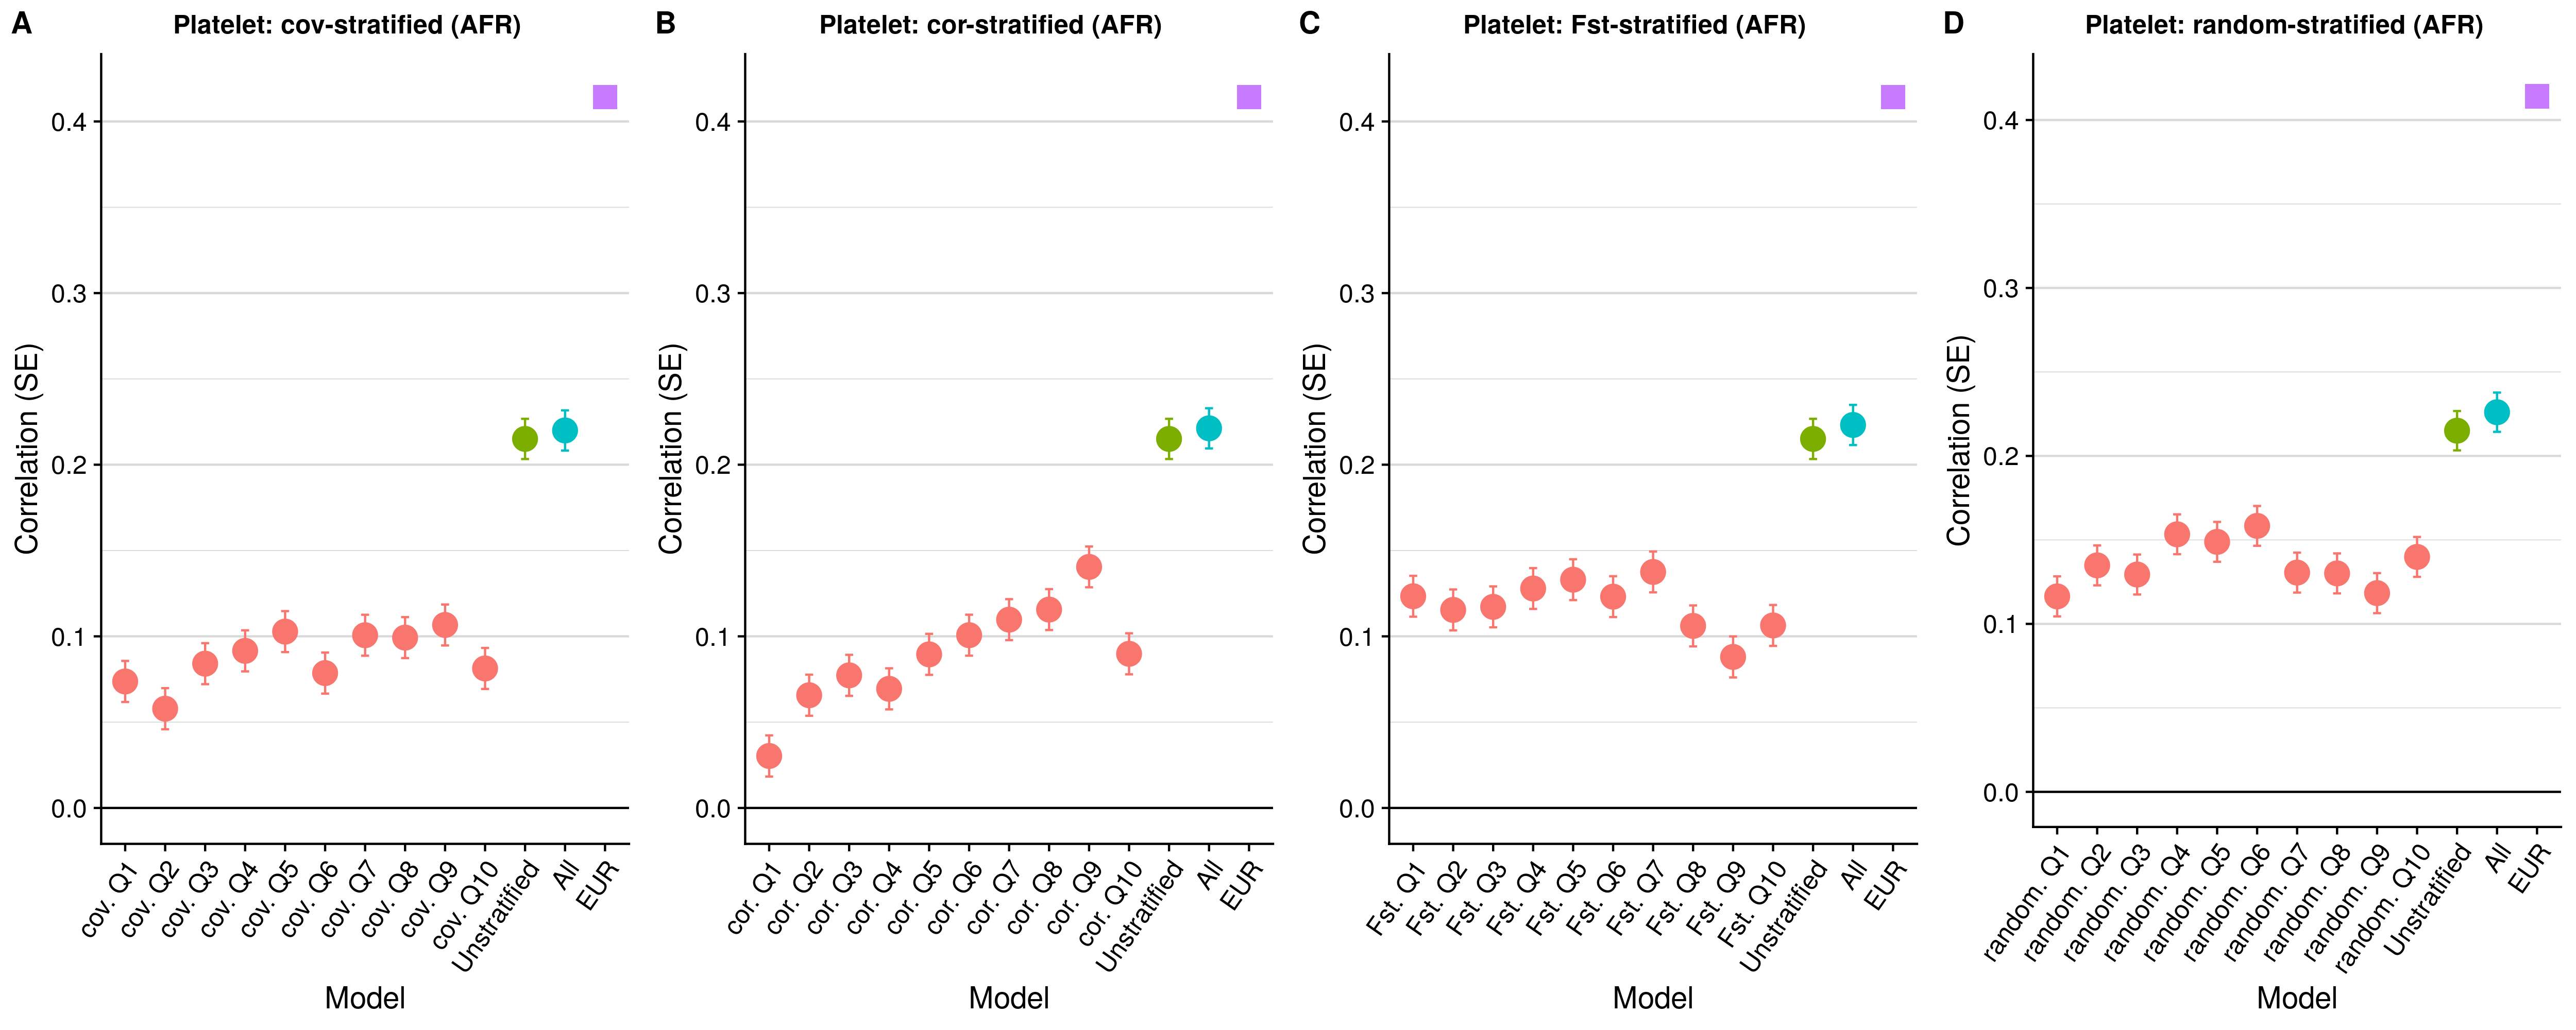 A
Platelet: cov-stratified (AFR)
Correlation (SE)
0.4
0.3
0.2
0.1
0.0
cov. Q1
cov. Q2
cov. Q3
cov. Q4
cov. Q5
cov. Q6
cov. Q7
cov. Q8
cov. Q9
cov. Q10
Unstratified
All
EUR
Model
B
Platelet: cor-stratified (AFR)
Correlation (SE)
0.4
0.3
0.2
0.1
0.0
cor. Q1
cor. Q2
cor. Q3
cor. Q4
cor. Q5
cor. Q6
cor. Q7
cor. Q8
cor. Q9
cor. Q10
Unstratified
All
EUR
Model
C
Platelet: Fst-stratified (AFR)
Correlation (SE)
0.4
0.3
0.2
0.1
0.0
Fst. Q1
Fst. Q2
Fst. Q3
Fst. Q4
Fst. Q5
Fst. Q6
Fst. Q7
Fst. Q8
Fst. Q9
Fst. Q10
Unstratified
All
EUR
Model
D
Platelet: random-stratified (AFR)
Correlation (SE)
0.4
0.3
0.2
0.1
0.0
random. Q1
random. Q2
random. Q3
random. Q4
random. Q5
random. Q6
random. Q7
random. Q8
random. Q9
random. Q10
Unstratified
All
EUR
Model